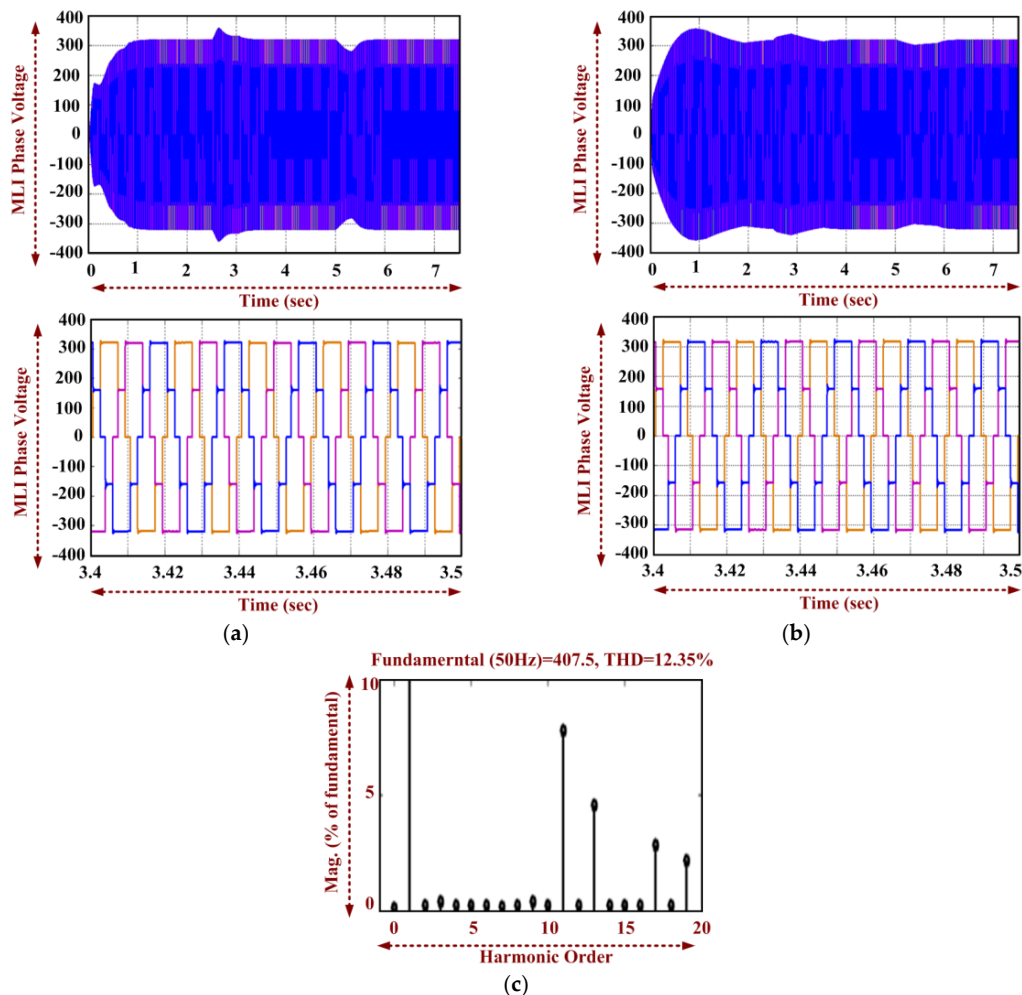 MLI Phase Voltage
400
300
200
100
0
-100
-200
-300
-400
0 1 2 3 4 5 6 7
Time (sec)
MLI Phase Voltage
400
300
200
100
0
-100
-200
-300
-400
0 1 2 3 4 5 6 7
Time (sec)
MLI Phase Voltage
400
300
200
100
0
-100
-200
-300
-400
3.4 3.42 3.44 3.46 3.48 3.5
Time (sec)
(a)
MLI Phase Voltage
400
300
200
100
0
-100
-200
-300
-400
3.4 3.42 3.44 3.46 3.48 3.5
Time (sec)
(b)
Fundamerntal (50Hz)=407.5, THD=12.35%
Mag. (% of fundamental)
10
5
0
0 5 10 15 20
Harmonic Order
(c)